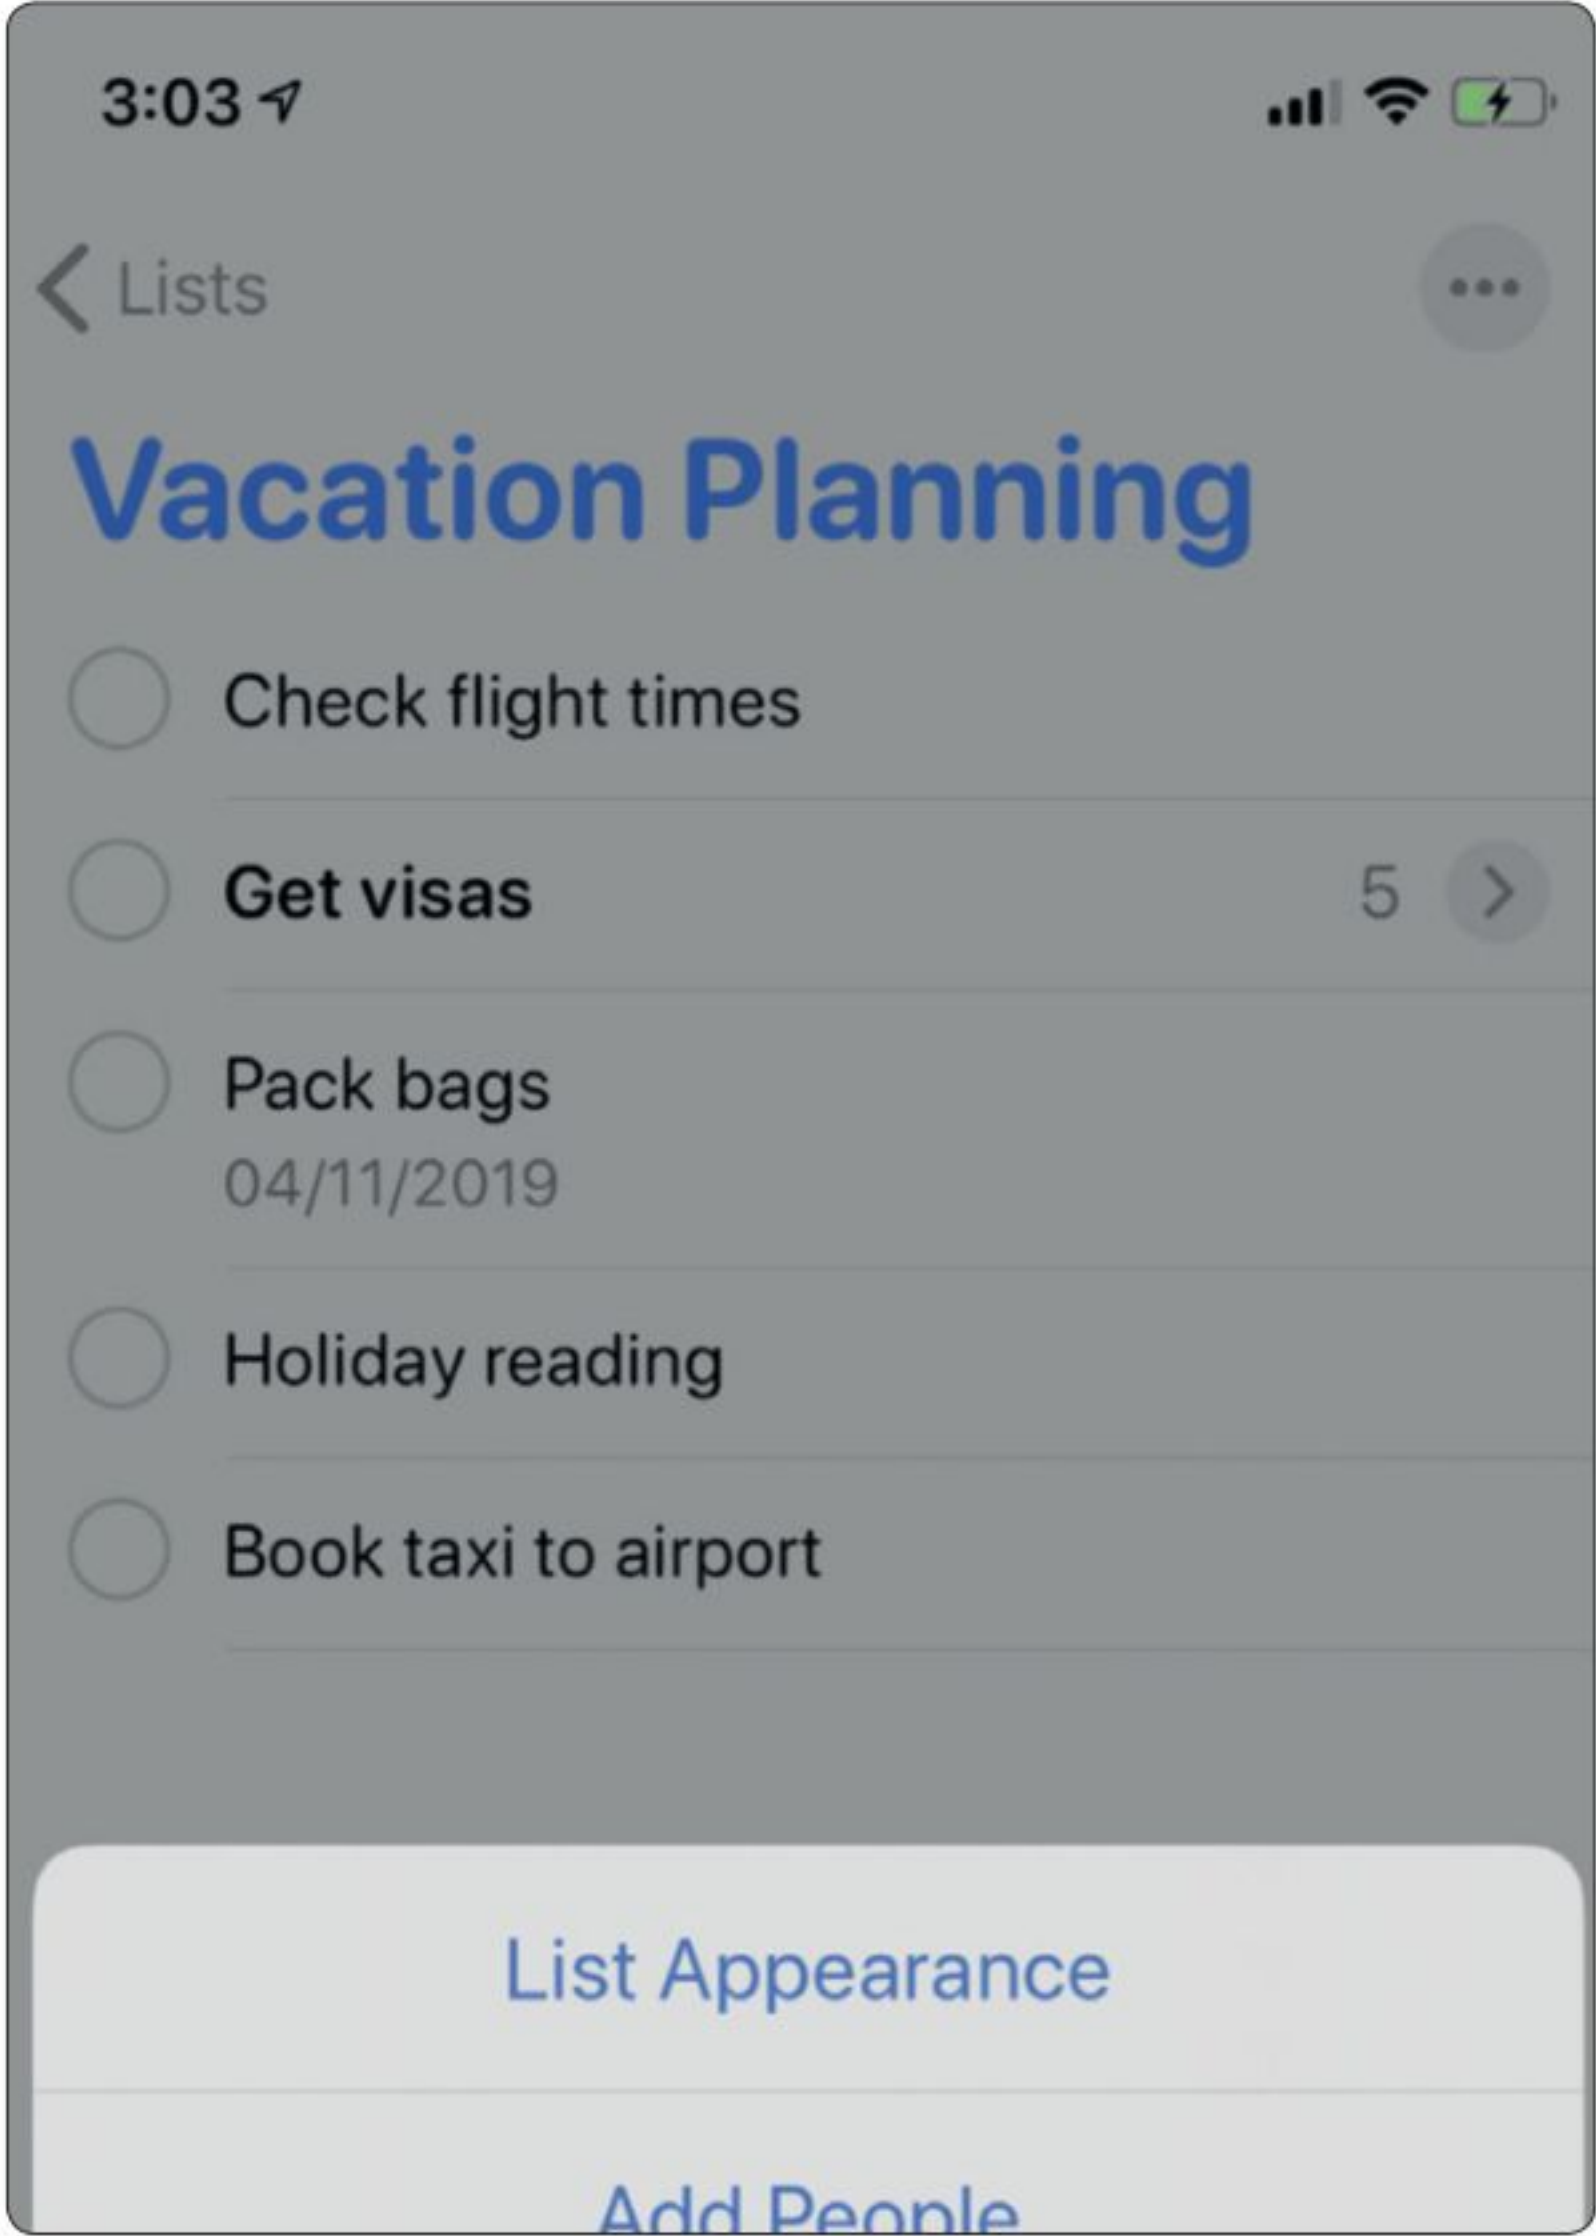 3:03
Lists
Vacation Planning
Check flight times
Get visas 5
Pack bags
04/11/2019
Holiday reading
Book taxi to airport
List Appearance
Add People